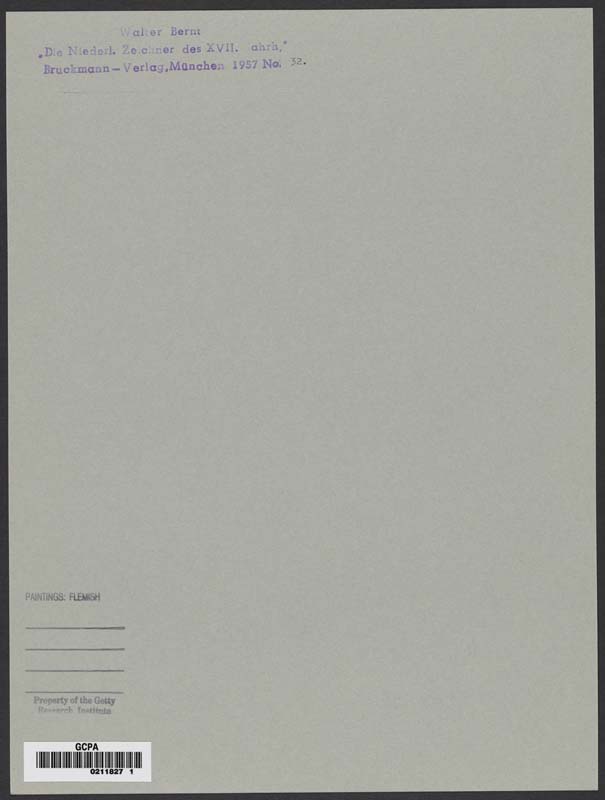 Walter Bernt
„Die Niederl. Zeichner des XVII. ahrh,"
Bruckmann–Verlag,München 1957 No. 32.
PAINTINGS: FLEMISH
Property of the Getty
Research Institute
GCPA
0211827 1